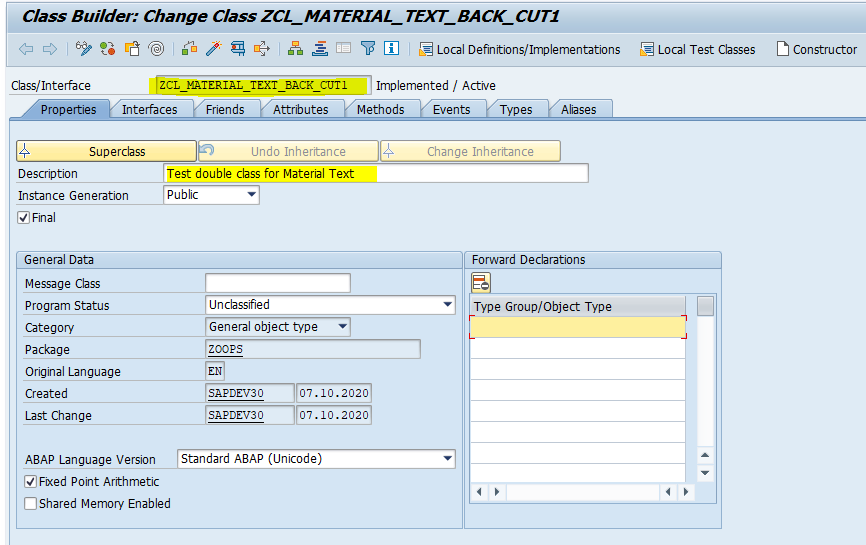 Class Builder: Change Class ZCL_MATERIAL_TEXT_BACK_CUT1
Local Definitions/Implementations Local Test Classes Constructor
Class/Interface ZCL_MATERIAL_TEXT_BACK_CUT1 Implemented / Active
Properties Interfaces Friends Attributes Methods Events Types Aliases
Superclass Undo Inheritance Change Inheritance
Description Test double class for Material Text
Instance Generation Public
Final
General Data Forward Declarations
Message Class
Program Status Unclassified Type Group/Object Type
Category General object type
Package ZOOPS
Original Language EN
Created SAPDEV30 07.10.2020
Last Change SAPDEV30 07.10.2020
ABAP Language Version Standard ABAP (Unicode)
Fixed Point Arithmetic
Shared Memory Enabled